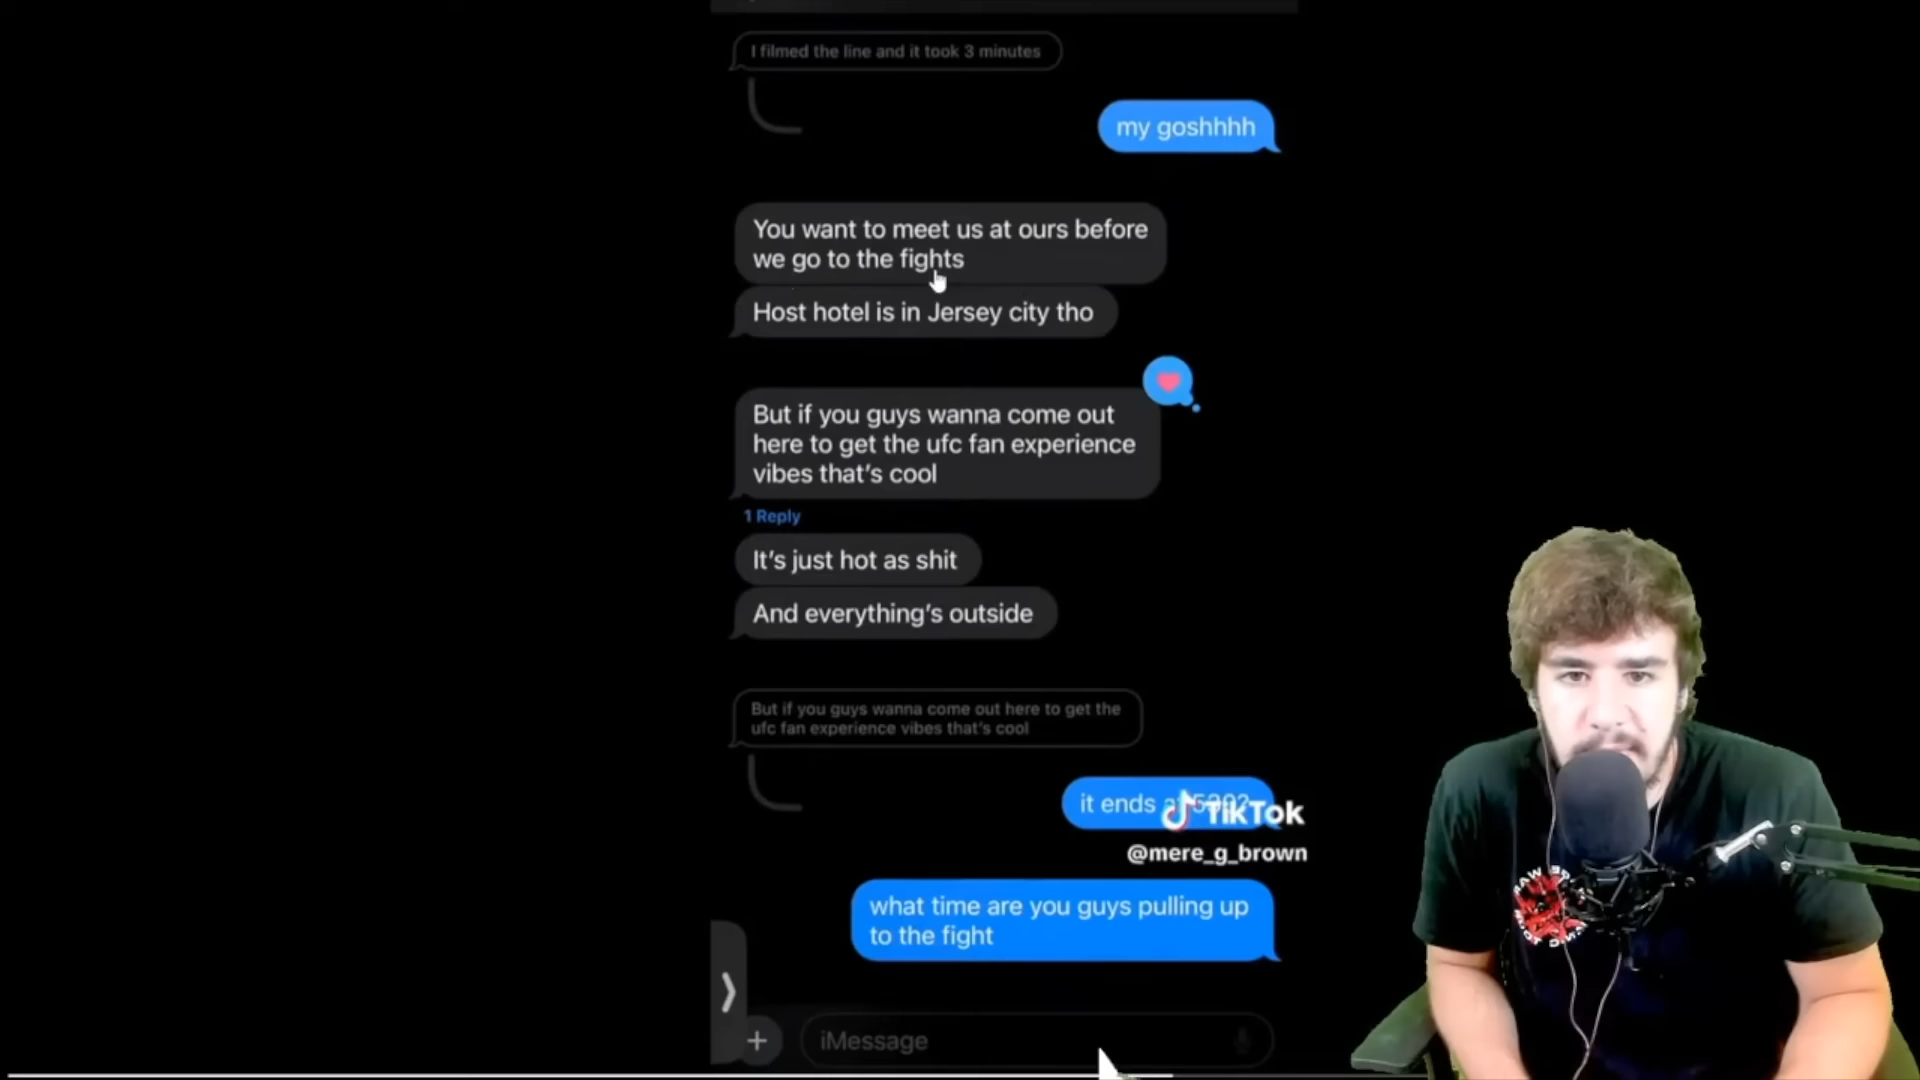 I filmed the line and it took 3 minutes
my goshhhh
You want to meet us at ours before
we go to the fights
Host hotel is in Jersey city tho
But if you guys wanna come out
here to get the ufc fan experience
vibes that's cool
1 Reply
It's just hot as shit
And everything's outside
But if you guys wanna come out here to get the
ufc fan experience vibes that's cool
it ends
TikTok
@mere_g_brown
what time are you guys pulling up
to the fight
iMessage